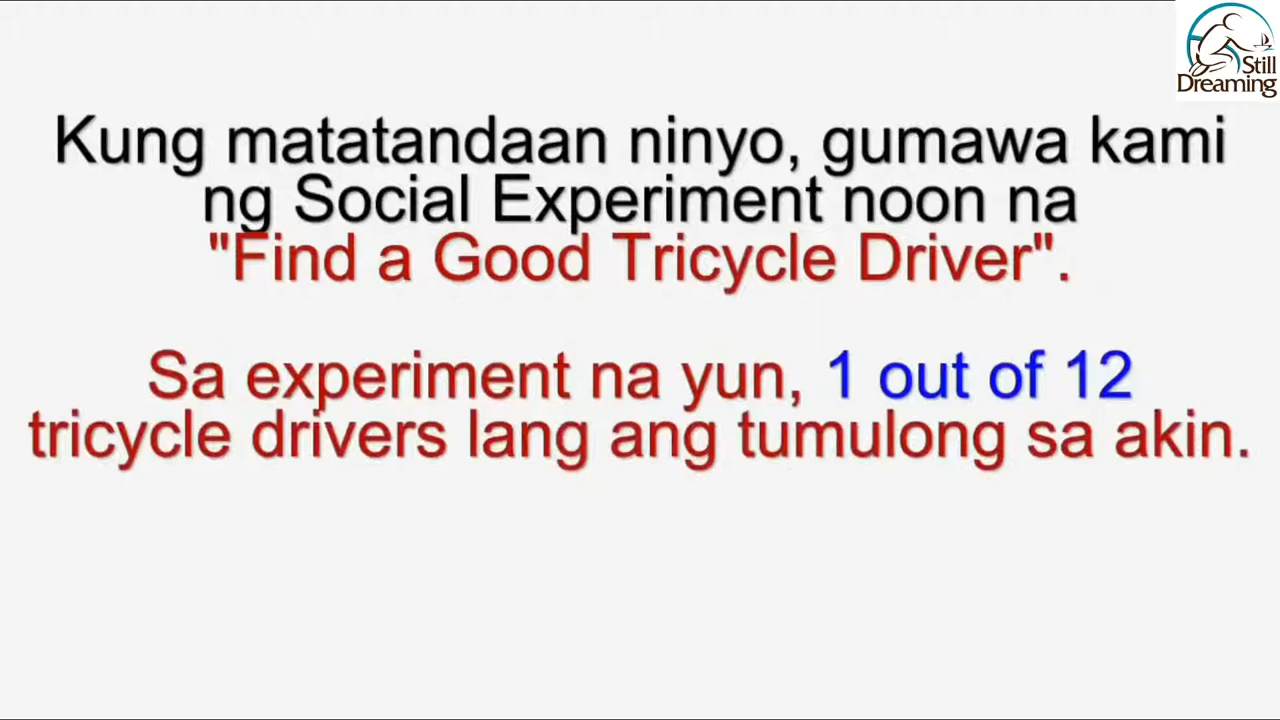 Still
Dreaming
Kung matatandaan ninyo, gumawa kami
ng Social Experiment noon na
"Find a Good Tricycle Driver".
Sa experiment na yun, 1 out of 12
tricycle drivers lang ang tumulong sa akin.